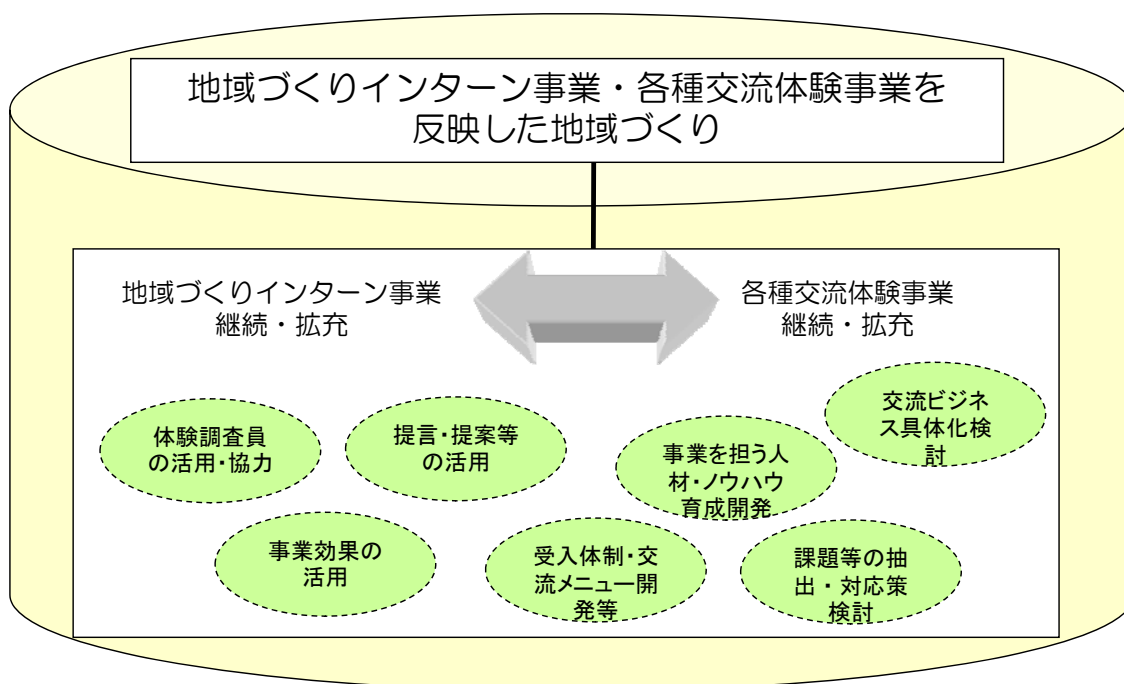 地域づくりインターン事業・各種交流体験事業を
反映した地域づくり
地域づくりインターン事業
継続・拡充
各種交流体験事業
継続・拡充
体験調査員
の活用・協力
提言・提案等
の活用
事業を担う人
材・ノウハウ
育成開発
交流ビジネ
ス具体化検
討
事業効果の
活用
受入体制・交
流メニュー開
発等
課題等の抽
出・対応策
検討